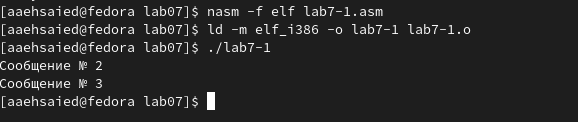 [aaehsaied@fedora lab07]$ nasm -f elf lab7-1.asm
[aaehsaied@fedora lab07]$ ld -m elf_i386 -o lab7-1 lab7-1.o
[aaehsaied@fedora lab07]$ ./lab7-1
Сообщение № 2
Сообщение № 3
[aaehsaied@fedora lab07]$